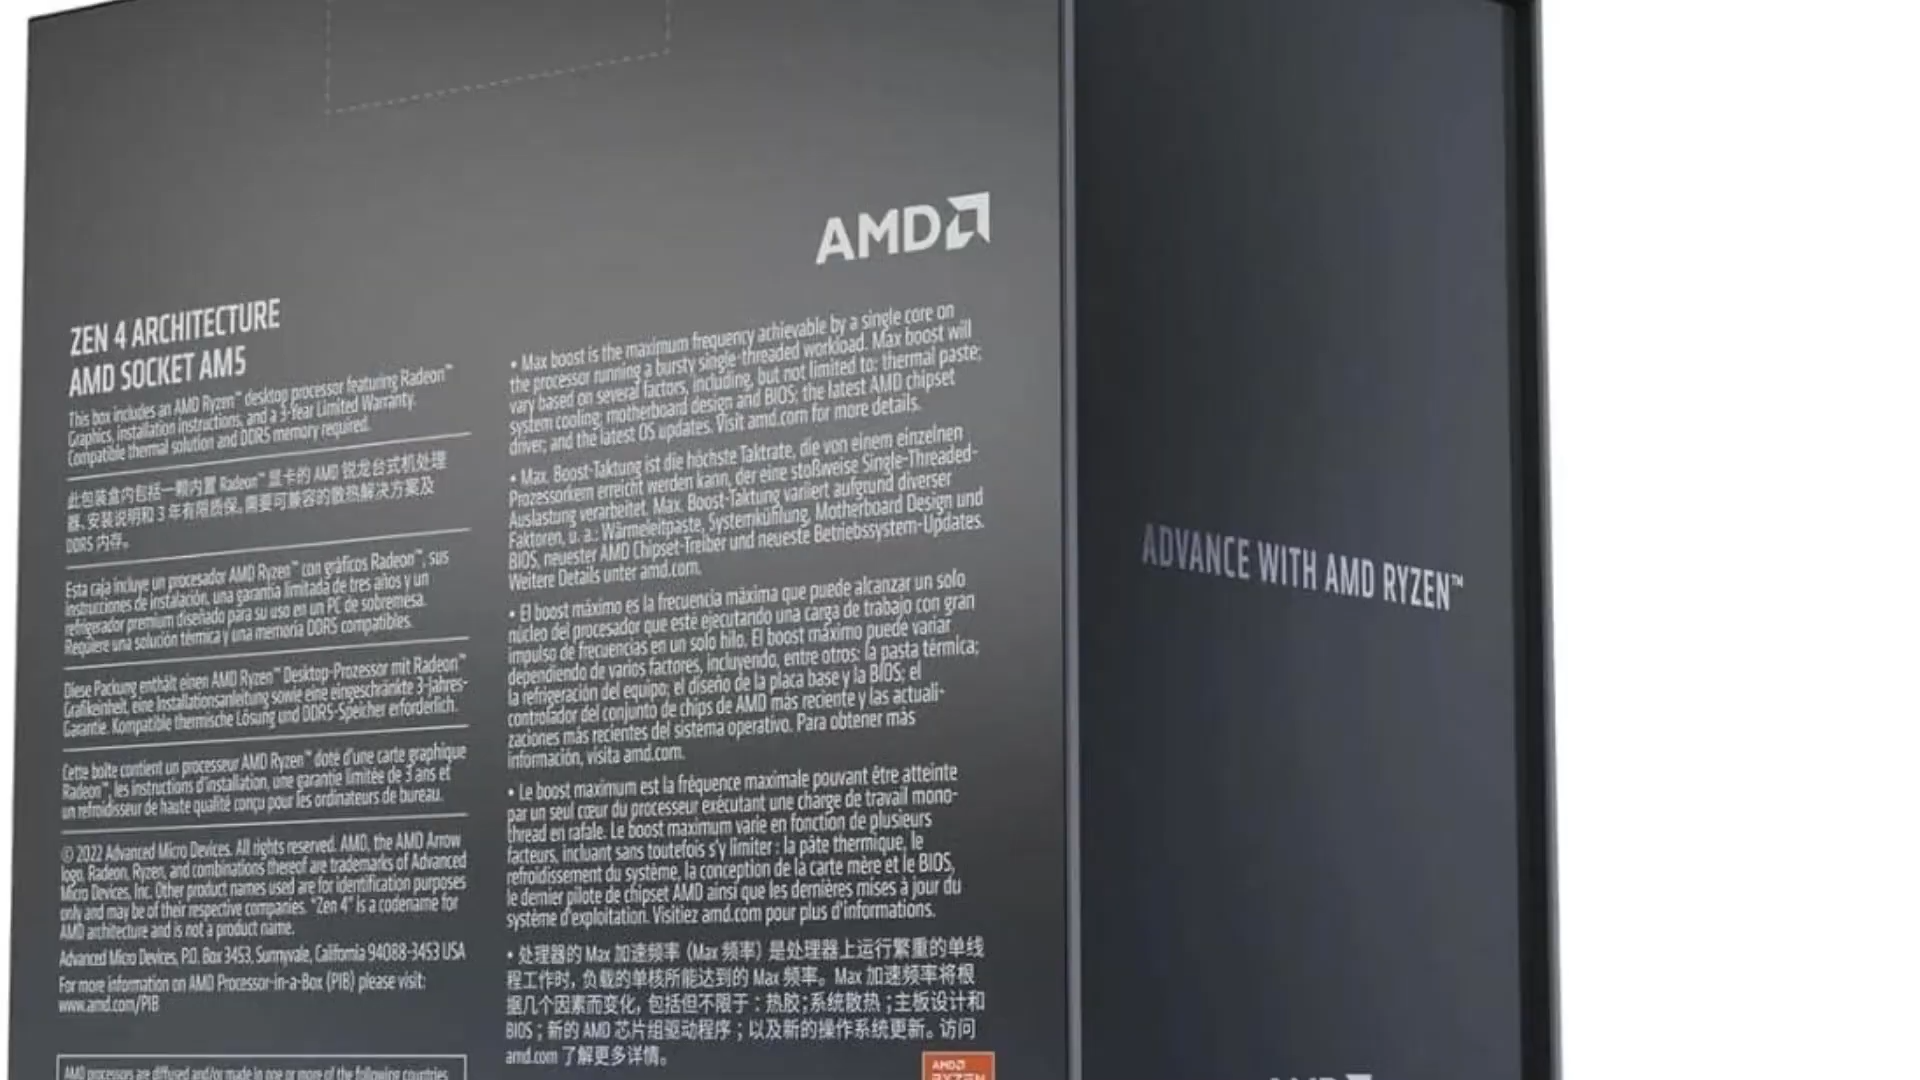 AMD
ZEN 4 ARCHITECTURE
AMD SOCKET AM5
This box includes an AMD Ryzen™ desktop processor featuring Radeon™
Graphics, installation instructions, and a 3-Year Limited Warranty.
Compatible thermal solution and DDR5 memory required.
此包装盒内包括一颗内置 Radeon™ 显卡的 AMD 锐龙台式机处理
器、安装说明和 3 年有限质保。需要可兼容的散热解决方案及
DDR5 内存。
Esta caja incluye un procesador AMD Ryzen™ con gráficos Radeon™, sus
instrucciones de instalación, una garantía limitada de tres años y un
refrigerador premium diseñado para su uso en un PC de sobremesa.
Requiere una solución térmica y una memoria DDR5 compatibles.
Diese Packung enthält einen AMD Ryzen™ Desktop-Prozessor mit Radeon™
Grafikeinheit, eine Installationsanleitung sowie eine eingeschränkte 3-Jahres-
Garantie. Kompatible thermische Lösung und DDR5-Speicher erforderlich.
Cette boîte contient un processeur AMD Ryzen™ doté d'une carte graphique
Radeon™, les instructions d'installation, une garantie limitée de 3 ans et
un refroidisseur de haute qualité conçu pour les ordinateurs de bureau.
© 2022 Advanced Micro Devices. All rights reserved. AMD, the AMD Arrow
logo, Radeon, Ryzen, and combinations thereof are trademarks of Advanced
Micro Devices, Inc. Other product names used are for identification purposes
only and may be of their respective companies. "Zen 4" is a codename for
AMD architecture and is not a product name.
Advanced Micro Devices, P.O. Box 3453, Sunnyvale, California 94088-3453 USA
For more information on AMD Processor-in-a-Box (PIB) please visit:
www.amd.com/PIB
AMD processors are diffused and/or made in one or more of the following countries
• Max boost is the maximum frequency achievable by a single core on
the processor running a bursty single-threaded workload. Max boost will
vary based on several factors, including, but not limited to: thermal paste;
system cooling; motherboard design and BIOS; the latest AMD chipset
driver; and the latest OS updates. Visit amd.com for more details.
• Max. Boost-Taktung ist die höchste Taktrate, die von einem einzelnen
Prozessorkern erreicht werden kann, der eine stoßweise Single-Threaded-
Auslastung verarbeitet. Max. Boost-Taktung variiert aufgrund diverser
Faktoren, u. a.: Wärmeleitpaste, Systemkühlung, Motherboard Design und
BIOS, neuester AMD Chipset-Treiber und neueste Betriebssystem-Updates.
Weitere Details unter amd.com.
• El boost máximo es la frecuencia máxima que puede alcanzar un solo
núcleo del procesador que esté ejecutando una carga de trabajo con gran
impulso de frecuencias en un solo hilo. El boost máximo puede variar
dependiendo de varios factores, incluyendo, entre otros: la pasta térmica;
la refrigeración del equipo; el diseño de la placa base y la BIOS; el
controlador del conjunto de chips de AMD más reciente y las actuali-
zaciones más recientes del sistema operativo. Para obtener más
información, visita amd.com.
• Le boost maximum est la fréquence maximale pouvant être atteinte
par un seul cœur du processeur exécutant une charge de travail mono-
thread en rafale. Le boost maximum varie en fonction de plusieurs
facteurs, incluant sans toutefois s'y limiter : la pâte thermique, le
refroidissement du système, la conception de la carte mère et le BIOS,
le dernier pilote de chipset AMD ainsi que les dernières mises à jour du
système d'exploitation. Visitiez amd.com pour plus d'informations.
• 处理器的 Max 加速频率（Max 频率）是处理器上运行繁重的单线
程工作时，负载的单核所能达到的 Max 频率。Max 加速频率将根
据几个因素而变化，包括但不限于：热胶；系统散热；主板设计和
BIOS；新的 AMD 芯片组驱动程序；以及新的操作系统更新。访问
amd.com 了解更多详情。
AMD
RYZEN
ADVANCE WITH AMD RYZEN™
AMD